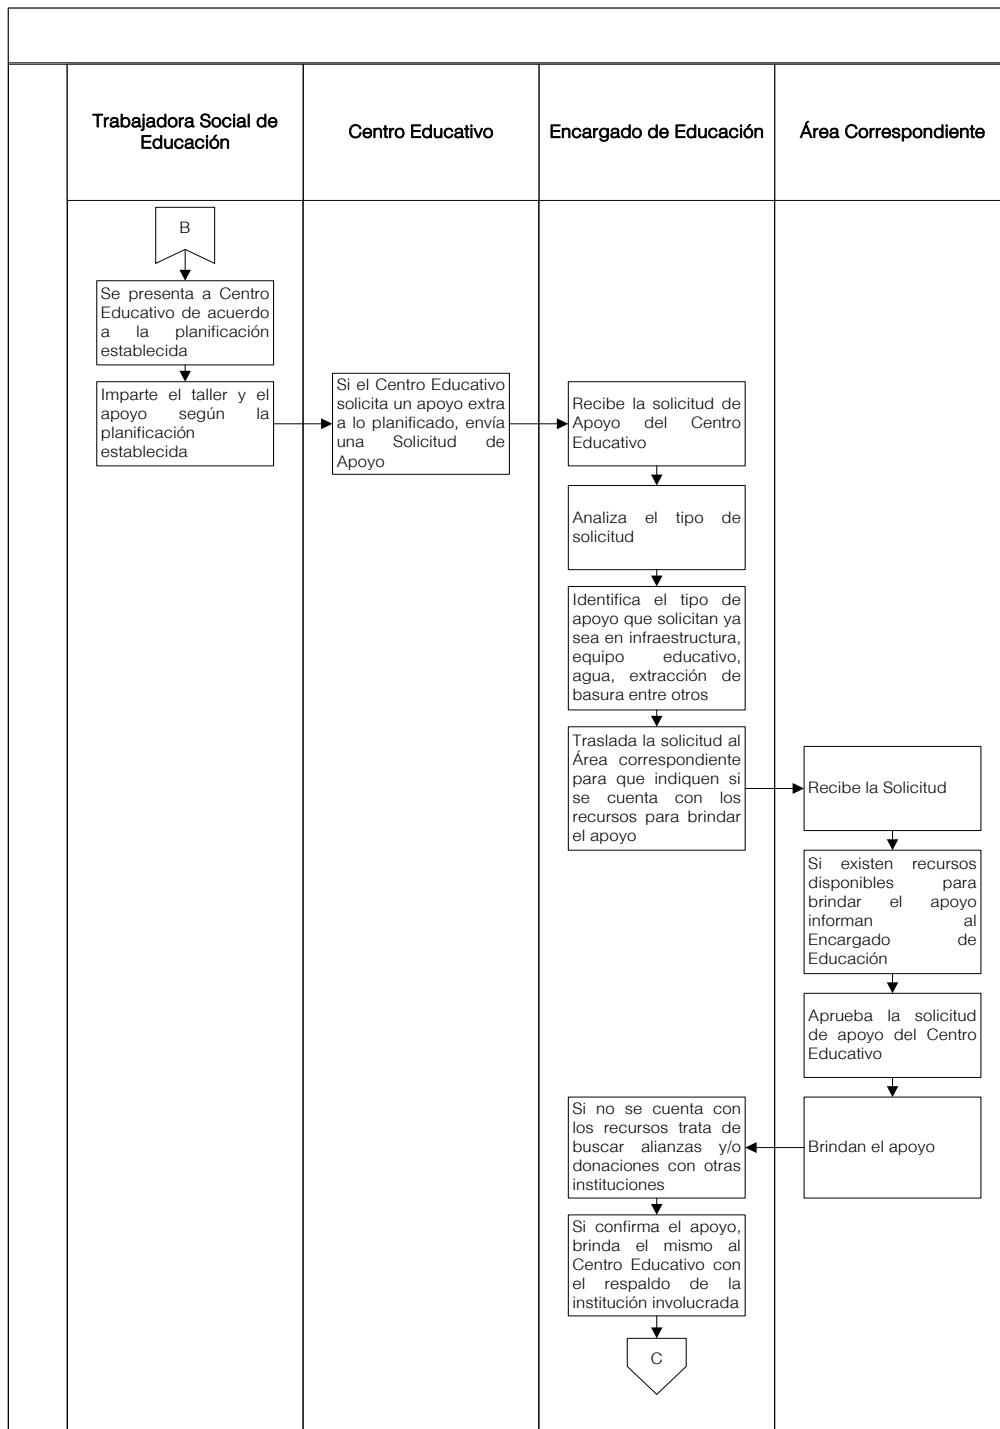 Trabajadora Social de
Educación
Centro Educativo
Encargado de Educación
Área Correspondiente
B
Se presenta a Centro
Educativo de acuerdo
a la planificación
establecida
Imparte el taller y el
apoyo según la
planificación
establecida
Si el Centro Educativo
solicita un apoyo extra
a lo planificado, envía
una Solicitud de
Apoyo
Recibe la solicitud de
Apoyo del Centro
Educativo
Analiza el tipo de
solicitud
Identifica el tipo de
apoyo que solicitan ya
sea en infraestructura,
equipo educativo,
agua, extracción de
basura entre otros
Traslada la solicitud al
Área correspondiente
para que indiquen si
se cuenta con los
recursos para brindar
el apoyo
Recibe la Solicitud
Si existen recursos
disponibles para
brindar el apoyo
informan al
Encargado de
Educación
Aprueba la solicitud
de apoyo del Centro
Educativo
Brindan el apoyo
Si no se cuenta con
los recursos trata de
buscar alianzas y/o
donaciones con otras
instituciones
Si confirma el apoyo,
brinda el mismo al
Centro Educativo con
el respaldo de la
institución involucrada
C